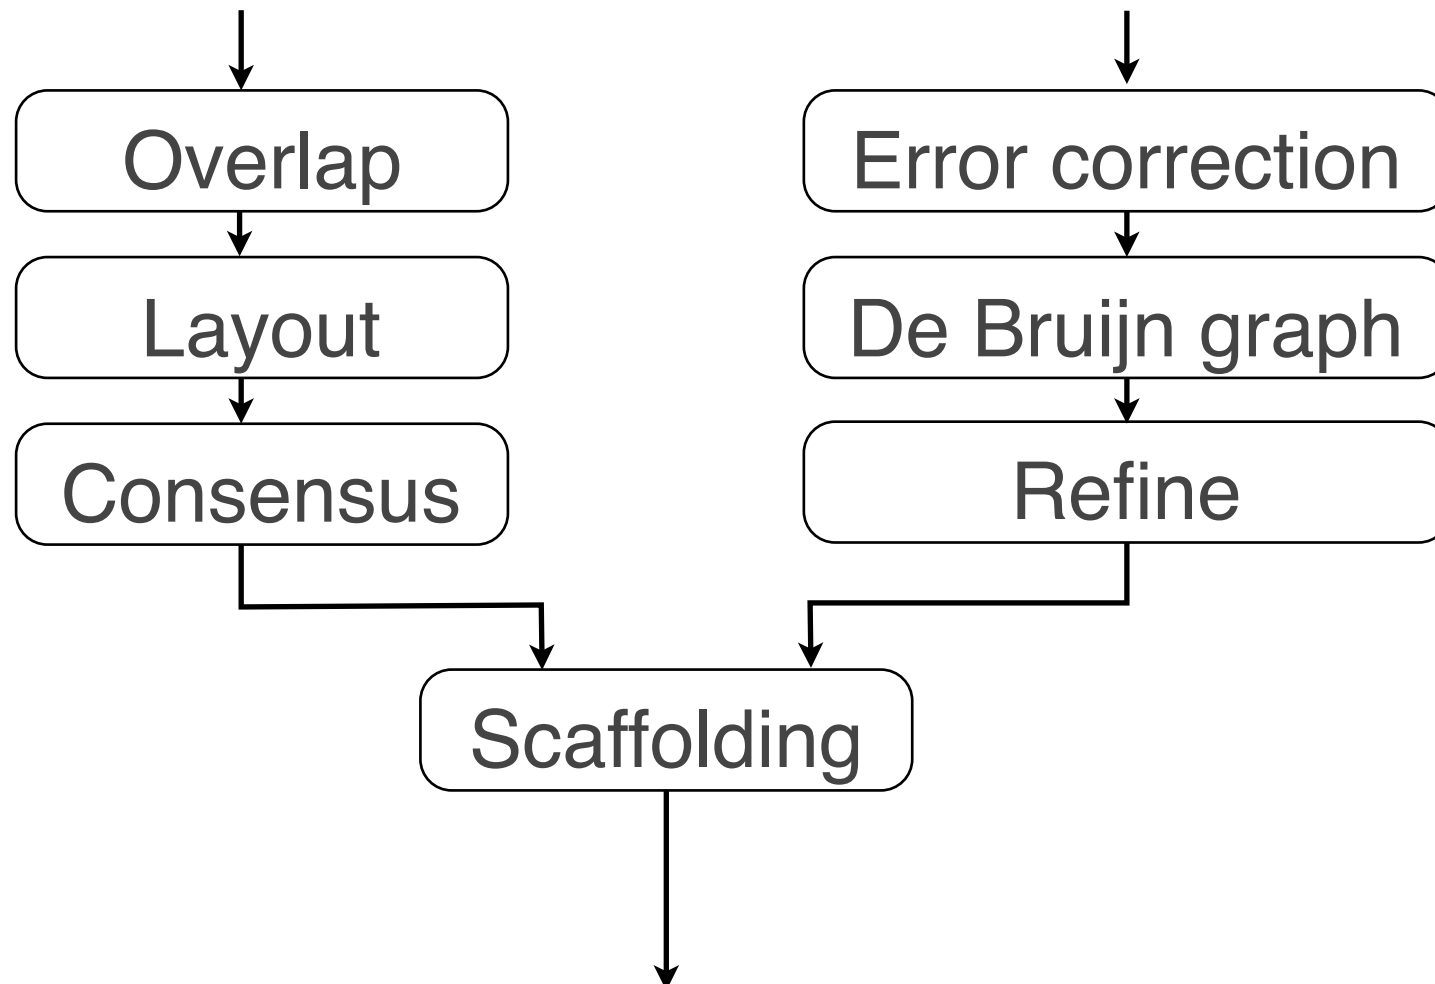 Overlap
Layout
Consensus
Error correction
De Bruijn graph
Refine
Scaffolding